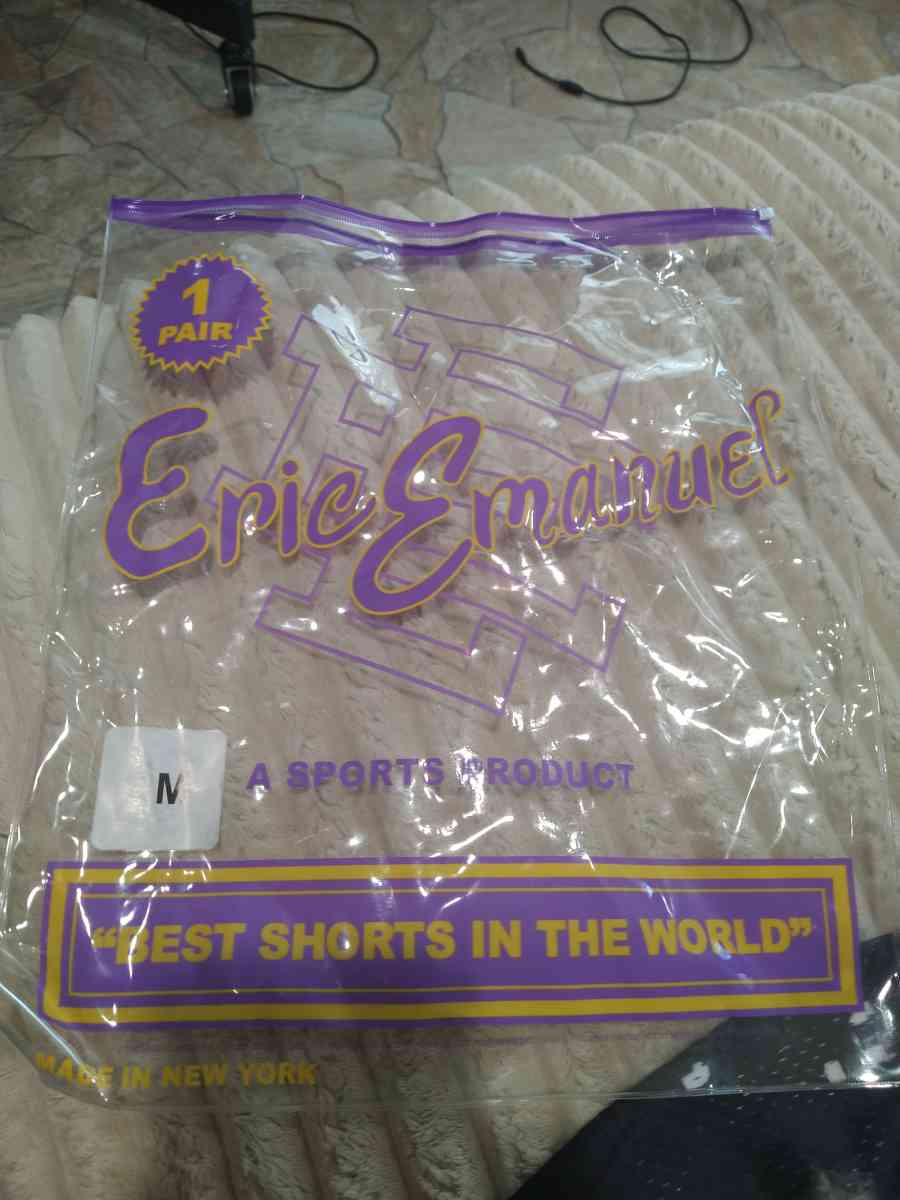 1
PAIR
Eric Emanuel
M
A SPORTS PRODUCT
“BEST SHORTS IN THE WORLD”
MADE IN NEW YORK